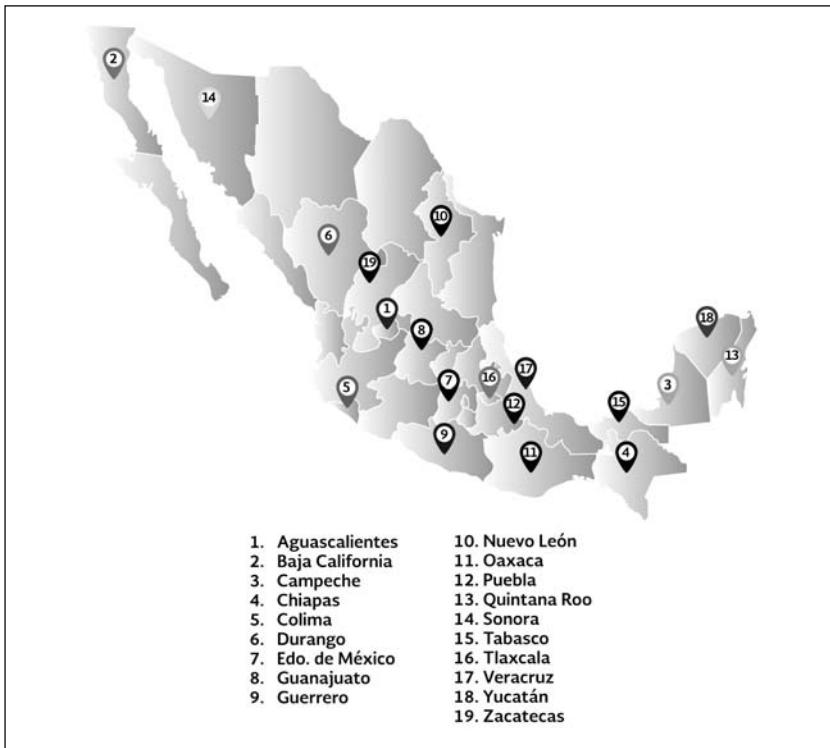 2
14
10
6
19
1
8
18
13
17
16
7
3
5
12
15
9
11
4
1. Aguascalientes
2. Baja California
3. Campeche
4. Chiapas
5. Colima
6. Durango
7. Edo. de México
8. Guanajuato
9. Guerrero
10. Nuevo León
11. Oaxaca
12. Puebla
13. Quintana Roo
14. Sonora
15. Tabasco
16. Tlaxcala
17. Veracruz
18. Yucatán
19. Zacatecas